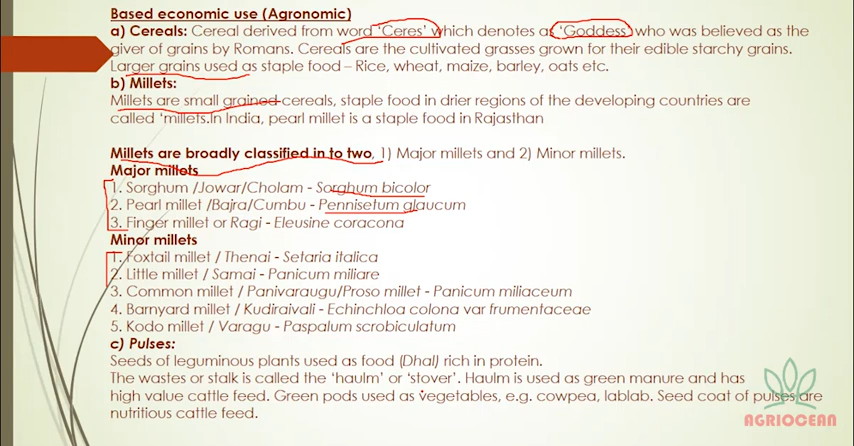 Based economic use (Agronomic)
a) Cereals: Cereal derived from word 'Ceres' which denotes as 'Goddess' who was believed as the
giver of grains by Romans. Cereals are the cultivated grasses grown for their edible starchy grains.
Larger grains used as staple food – Rice, wheat, maize, barley, oats etc.
b) Millets:
Millets are small grained cereals, staple food in drier regions of the developing countries are
called 'millets.In India, pearl millet is a staple food in Rajasthan
Millets are broadly classified in to two, 1) Major millets and 2) Minor millets.
Major millets
1. Sorghum /Jowar/Cholam - Sorghum bicolor
2. Pearl millet /Bajra/Cumbu - Pennisetum glaucum
3. Finger millet or Ragi - Eleusine coracona
Minor millets
1. Foxtail millet / Thenai - Setaria italica
2. Little millet / Samai - Panicum miliare
3. Common millet / Panivaraugu/Proso millet - Panicum miliaceum
4. Barnyard millet / Kudiraivali - Echinchloa colona var frumentaceae
5. Kodo millet / Varagu - Paspalum scrobiculatum
c) Pulses:
Seeds of leguminous plants used as food (Dhal) rich in protein.
The wastes or stalk is called the 'haulm' or 'stover'. Haulm is used as green manure and has
high value cattle feed. Green pods used as vegetables, e.g. cowpea, lablab. Seed coat of pulses are
nutritious cattle feed.
AGRIOCEAN